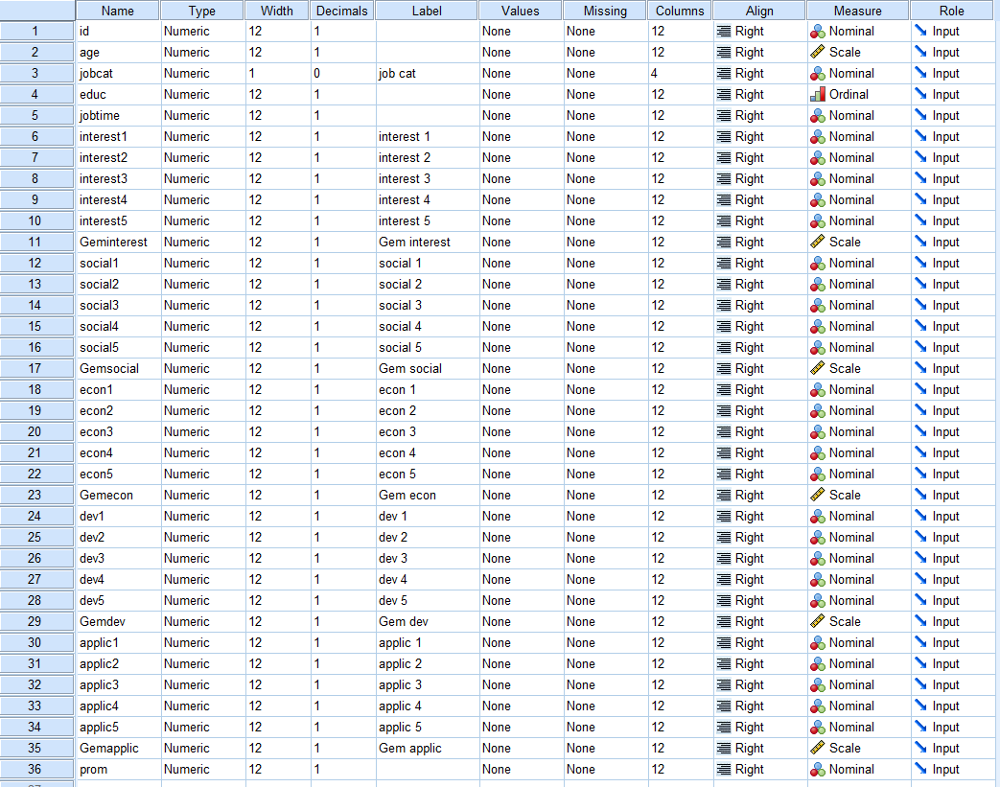 Name Type Width Decimals Label Values Missing Columns Align Measure Role
1 id Numeric 12 1 None None 12 Right Nominal Input
2 age Numeric 12 1 None None 12 Right Scale Input
3 jobcat Numeric 1 0 job cat None None 4 Right Nominal Input
4 educ Numeric 12 1 None None 12 Right Ordinal Input
5 jobtime Numeric 12 1 None None 12 Right Nominal Input
6 interest1 Numeric 12 1 interest 1 None None 12 Right Nominal Input
7 interest2 Numeric 12 1 interest 2 None None 12 Right Nominal Input
8 interest3 Numeric 12 1 interest 3 None None 12 Right Nominal Input
9 interest4 Numeric 12 1 interest 4 None None 12 Right Nominal Input
10 interest5 Numeric 12 1 interest 5 None None 12 Right Nominal Input
11 Geminterest Numeric 12 1 Gem interest None None 12 Right Scale Input
12 social1 Numeric 12 1 social 1 None None 12 Right Nominal Input
13 social2 Numeric 12 1 social 2 None None 12 Right Nominal Input
14 social3 Numeric 12 1 social 3 None None 12 Right Nominal Input
15 social4 Numeric 12 1 social 4 None None 12 Right Nominal Input
16 social5 Numeric 12 1 social 5 None None 12 Right Nominal Input
17 Gemsocial Numeric 12 1 Gem social None None 12 Right Scale Input
18 econ1 Numeric 12 1 econ 1 None None 12 Right Nominal Input
19 econ2 Numeric 12 1 econ 2 None None 12 Right Nominal Input
20 econ3 Numeric 12 1 econ 3 None None 12 Right Nominal Input
21 econ4 Numeric 12 1 econ 4 None None 12 Right Nominal Input
22 econ5 Numeric 12 1 econ 5 None None 12 Right Nominal Input
23 Gemecon Numeric 12 1 Gem econ None None 12 Right Scale Input
24 dev1 Numeric 12 1 dev 1 None None 12 Right Nominal Input
25 dev2 Numeric 12 1 dev 2 None None 12 Right Nominal Input
26 dev3 Numeric 12 1 dev 3 None None 12 Right Nominal Input
27 dev4 Numeric 12 1 dev 4 None None 12 Right Nominal Input
28 dev5 Numeric 12 1 dev 5 None None 12 Right Nominal Input
29 Gemdev Numeric 12 1 Gem dev None None 12 Right Scale Input
30 applic1 Numeric 12 1 applic 1 None None 12 Right Nominal Input
31 applic2 Numeric 12 1 applic 2 None None 12 Right Nominal Input
32 applic3 Numeric 12 1 applic 3 None None 12 Right Nominal Input
33 applic4 Numeric 12 1 applic 4 None None 12 Right Nominal Input
34 applic5 Numeric 12 1 applic 5 None None 12 Right Nominal Input
35 Gemapplic Numeric 12 1 Gem applic None None 12 Right Scale Input
36 prom Numeric 12 1 None None 12 Right Nominal Input